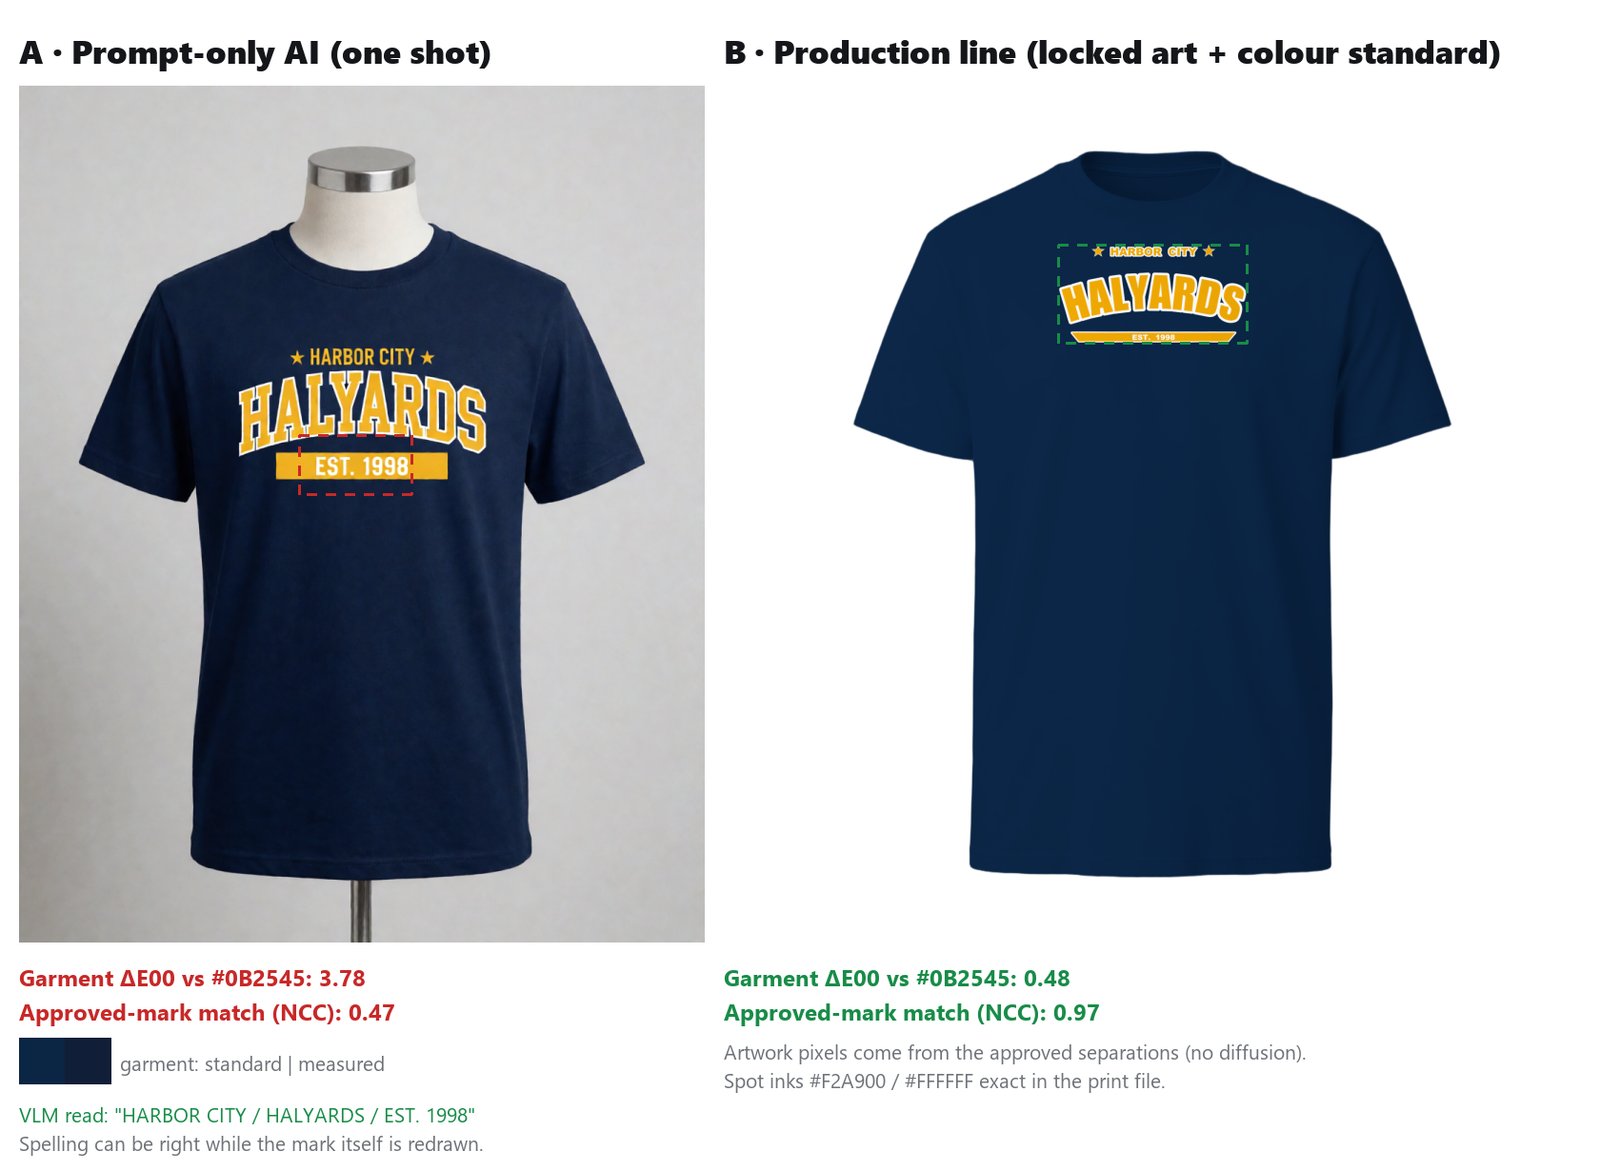 A · Prompt-only AI (one shot)
★ HARBOR CITY ★
HALYARDS
EST. 1998
Garment ΔE00 vs #0B2545: 3.78
Approved-mark match (NCC): 0.47
garment: standard | measured
VLM read: "HARBOR CITY / HALYARDS / EST. 1998"
Spelling can be right while the mark itself is redrawn.
B · Production line (locked art + colour standard)
★ HARBOR CITY ★
HALYARDS
EST. 1998
Garment ΔE00 vs #0B2545: 0.48
Approved-mark match (NCC): 0.97
Artwork pixels come from the approved separations (no diffusion).
Spot inks #F2A900 / #FFFFFF exact in the print file.